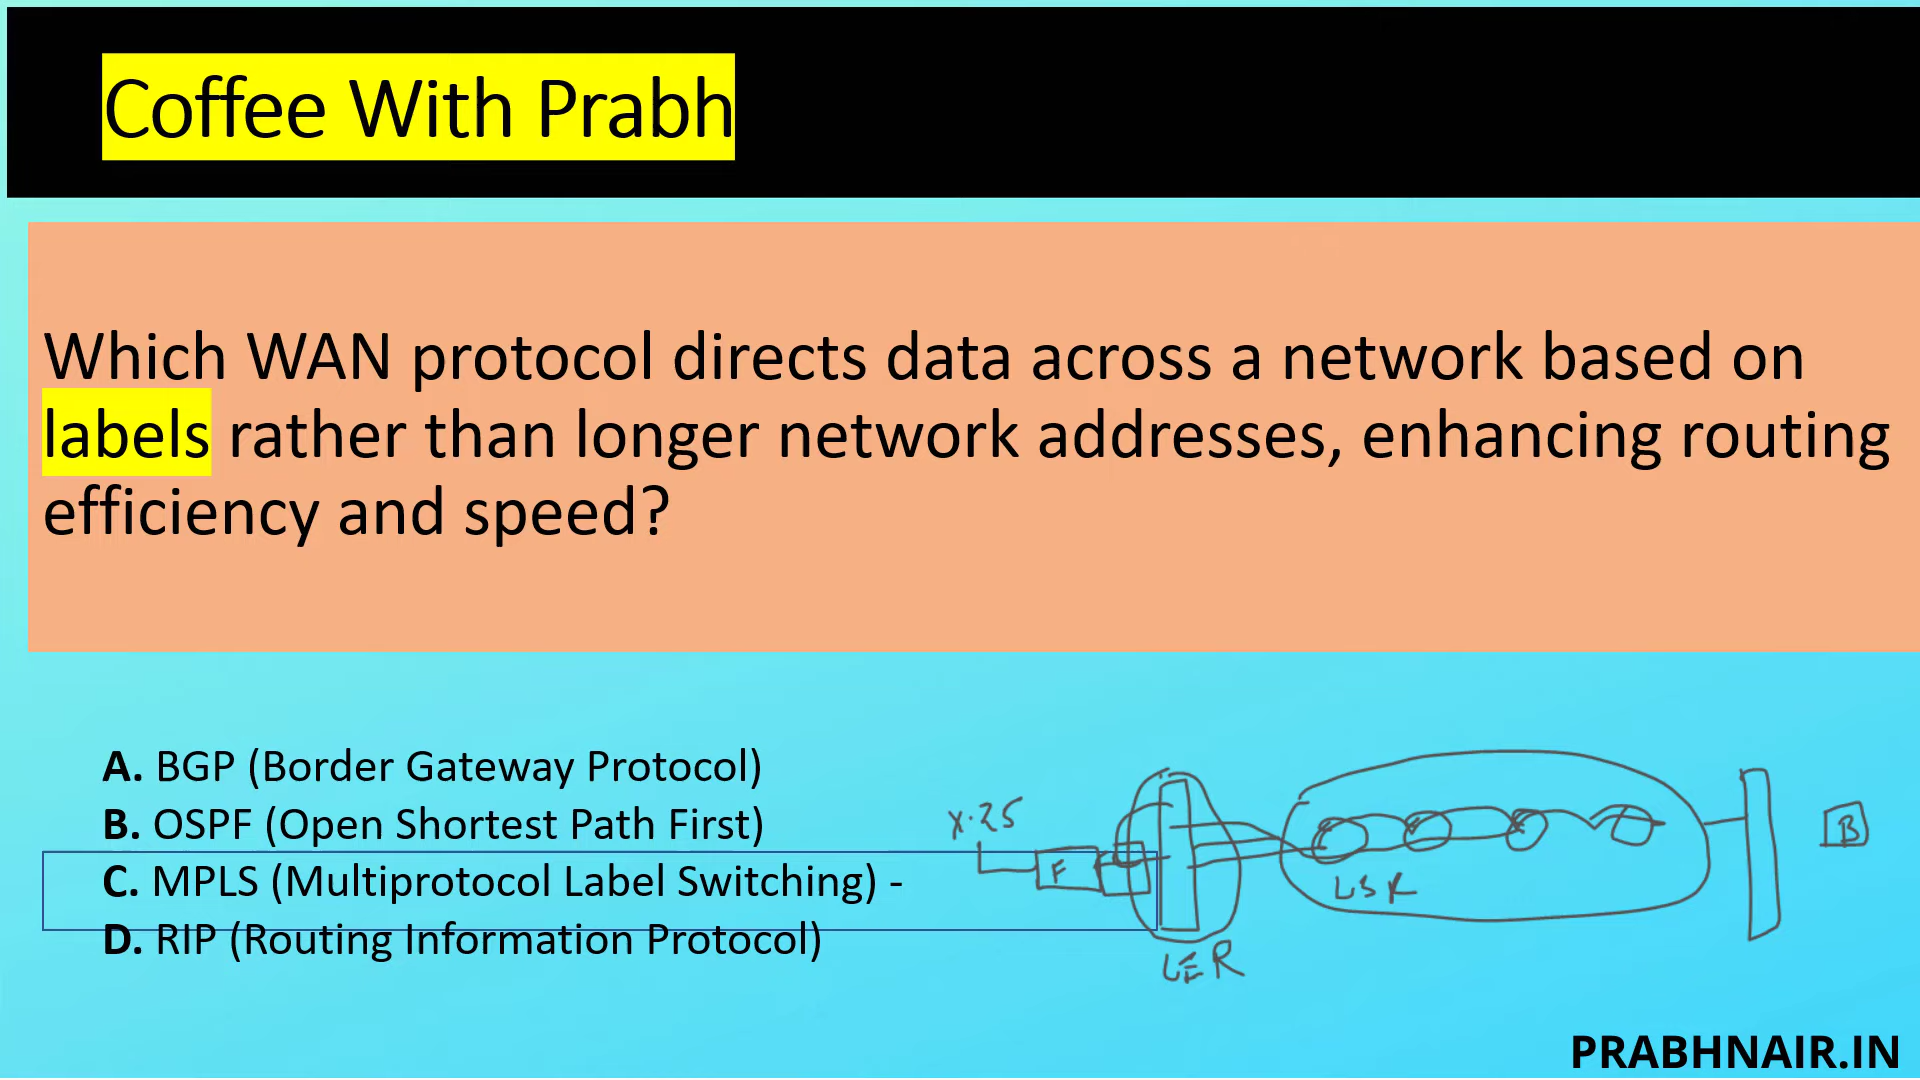 Coffee With Prabh
Which WAN protocol directs data across a network based on
labels rather than longer network addresses, enhancing routing
efficiency and speed?
A. BGP (Border Gateway Protocol)
B. OSPF (Open Shortest Path First)
C. MPLS (Multiprotocol Label Switching) -
D. RIP (Routing Information Protocol)
X.25
F
LER
LSR
B
PRABHNAIR.IN